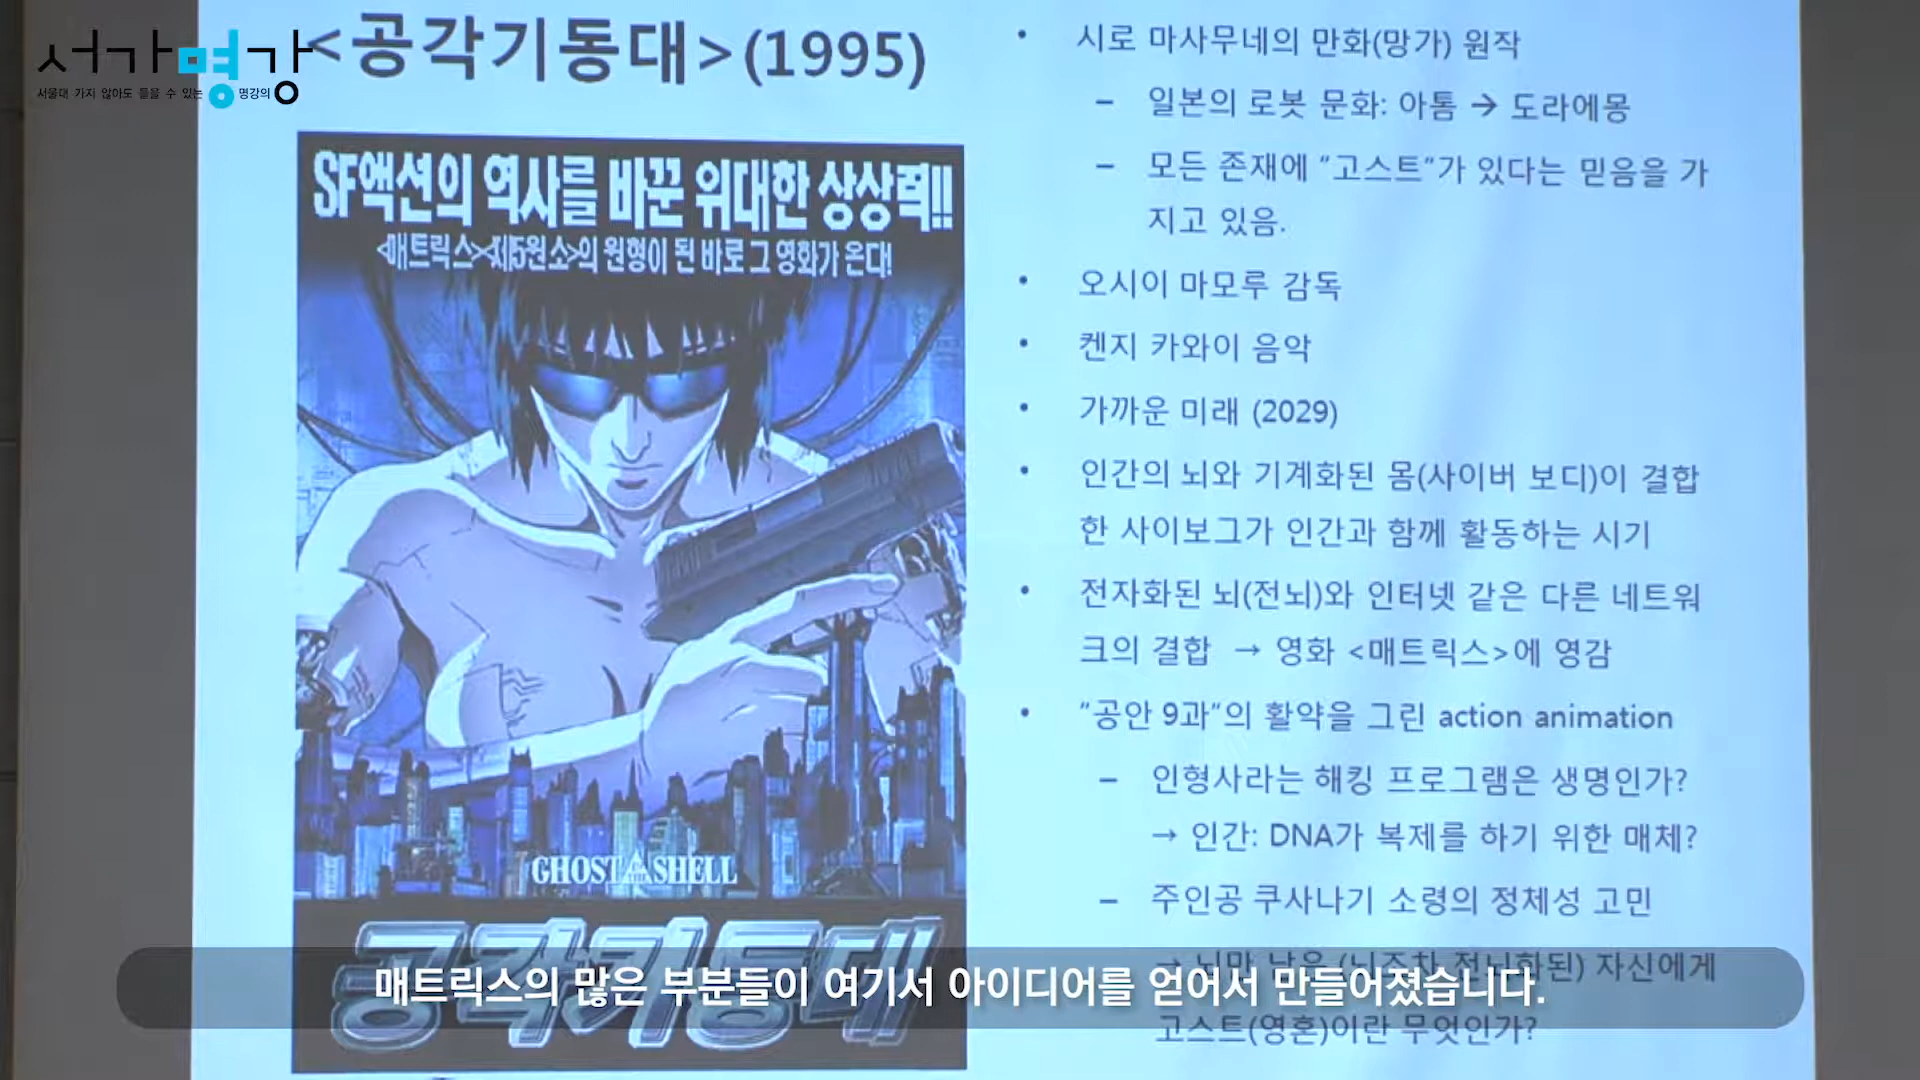 서가명강
서울대 가지 않아도 들을 수 있는 명강의
<공각기동대>(1995)
SF액션의 역사를 바꾼 위대한 상상력!!
<매트릭스><제5원소>의 원형이 된 바로 그 영화가 온다!
GHOST IN THE SHELL
공각기동대
• 시로 마사무네의 만화(망가) 원작
– 일본의 로봇 문화: 아톰 → 도라에몽
– 모든 존재에 “고스트”가 있다는 믿음을 가
지고 있음.
• 오시이 마모루 감독
• 켄지 카와이 음악
• 가까운 미래 (2029)
• 인간의 뇌와 기계화된 몸(사이버 보디)이 결합
한 사이보그가 인간과 함께 활동하는 시기
• 전자화된 뇌(전뇌)와 인터넷 같은 다른 네트워
크의 결합 → 영화 <매트릭스>에 영감
• “공안 9과”의 활약을 그린 action animation
– 인형사라는 해킹 프로그램은 생명인가?
→ 인간: DNA가 복제를 하기 위한 매체?
– 주인공 쿠사나기 소령의 정체성 고민
→ 뇌만 남은 (뇌조차 전뇌화된) 자신에게
고스트(영혼)이란 무엇인가?
매트릭스의 많은 부분들이 여기서 아이디어를 얻어서 만들어졌습니다.